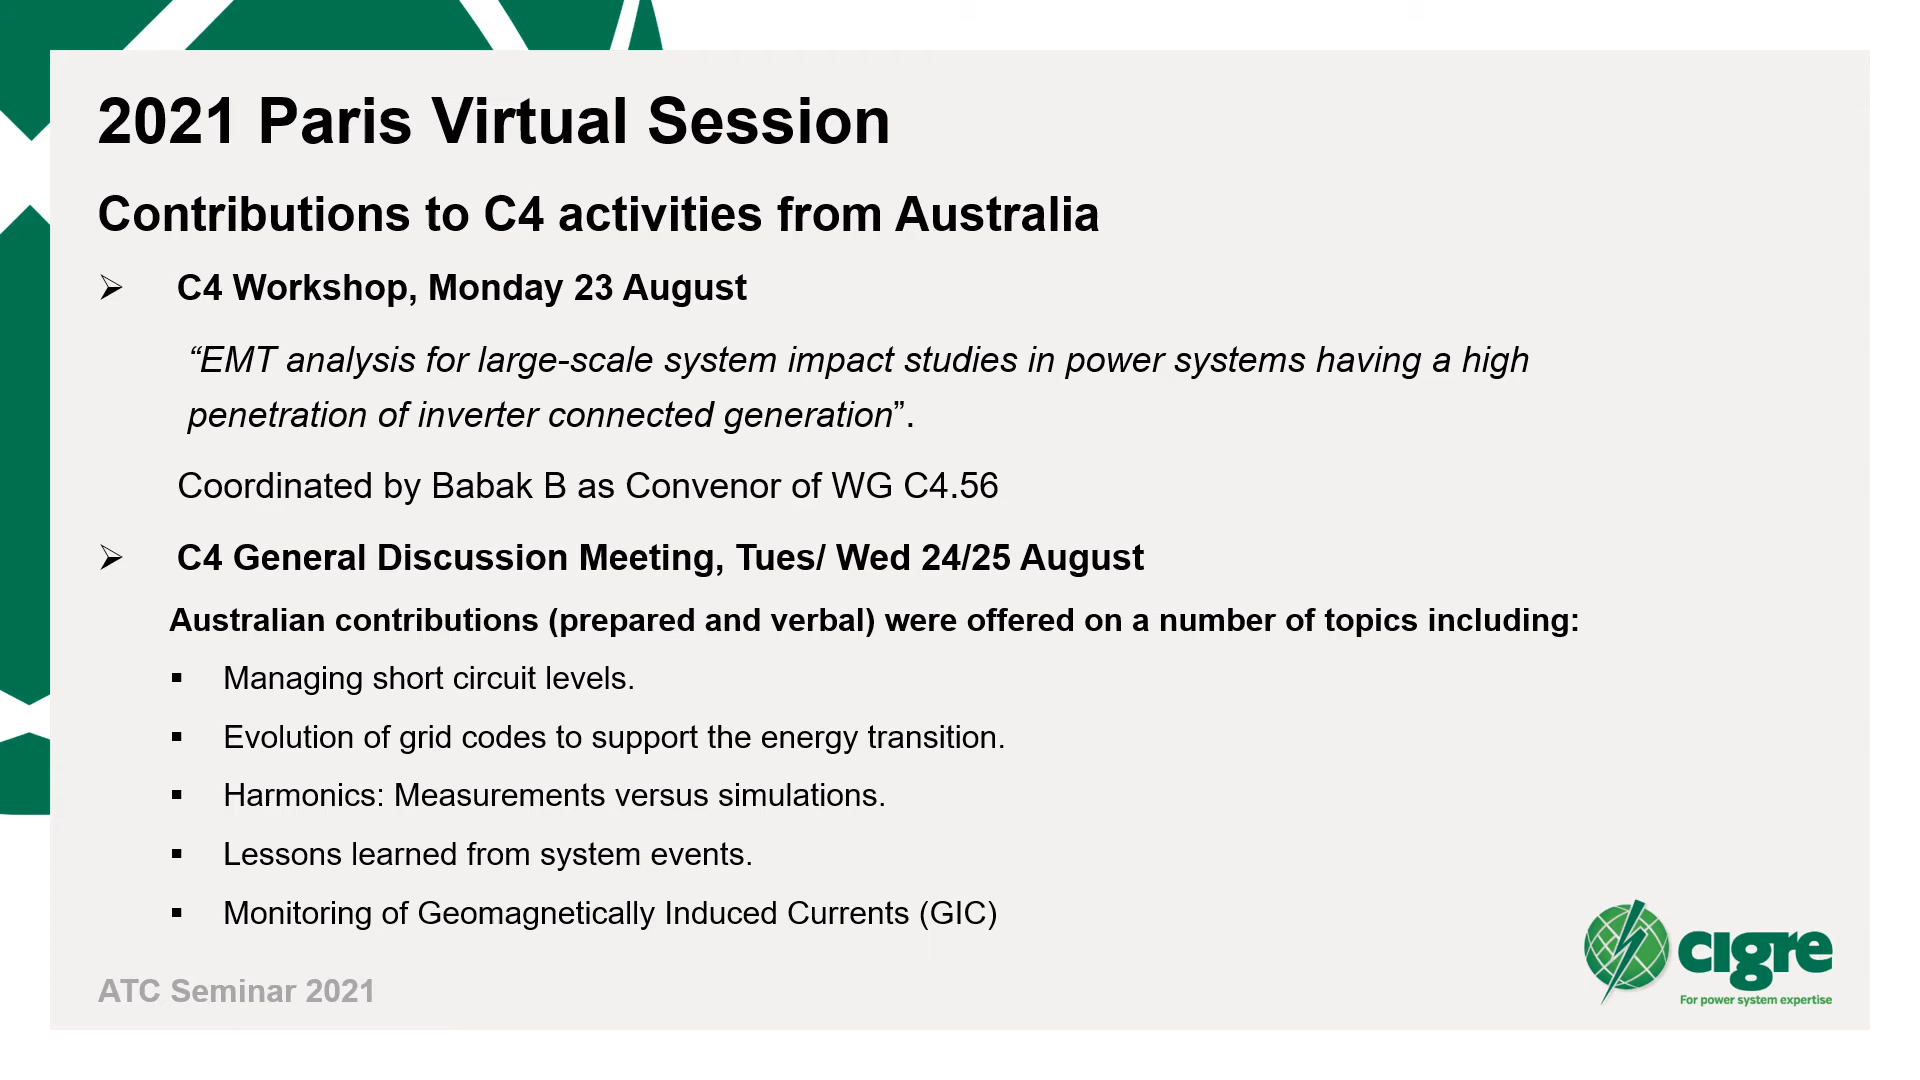 2021 Paris Virtual Session
Contributions to C4 activities from Australia
➢ C4 Workshop, Monday 23 August
“EMT analysis for large-scale system impact studies in power systems having a high
penetration of inverter connected generation”.
Coordinated by Babak B as Convenor of WG C4.56
➢ C4 General Discussion Meeting, Tues/ Wed 24/25 August
Australian contributions (prepared and verbal) were offered on a number of topics including:
▪ Managing short circuit levels.
▪ Evolution of grid codes to support the energy transition.
▪ Harmonics: Measurements versus simulations.
▪ Lessons learned from system events.
▪ Monitoring of Geomagnetically Induced Currents (GIC)
ATC Seminar 2021
cigre
For power system expertise